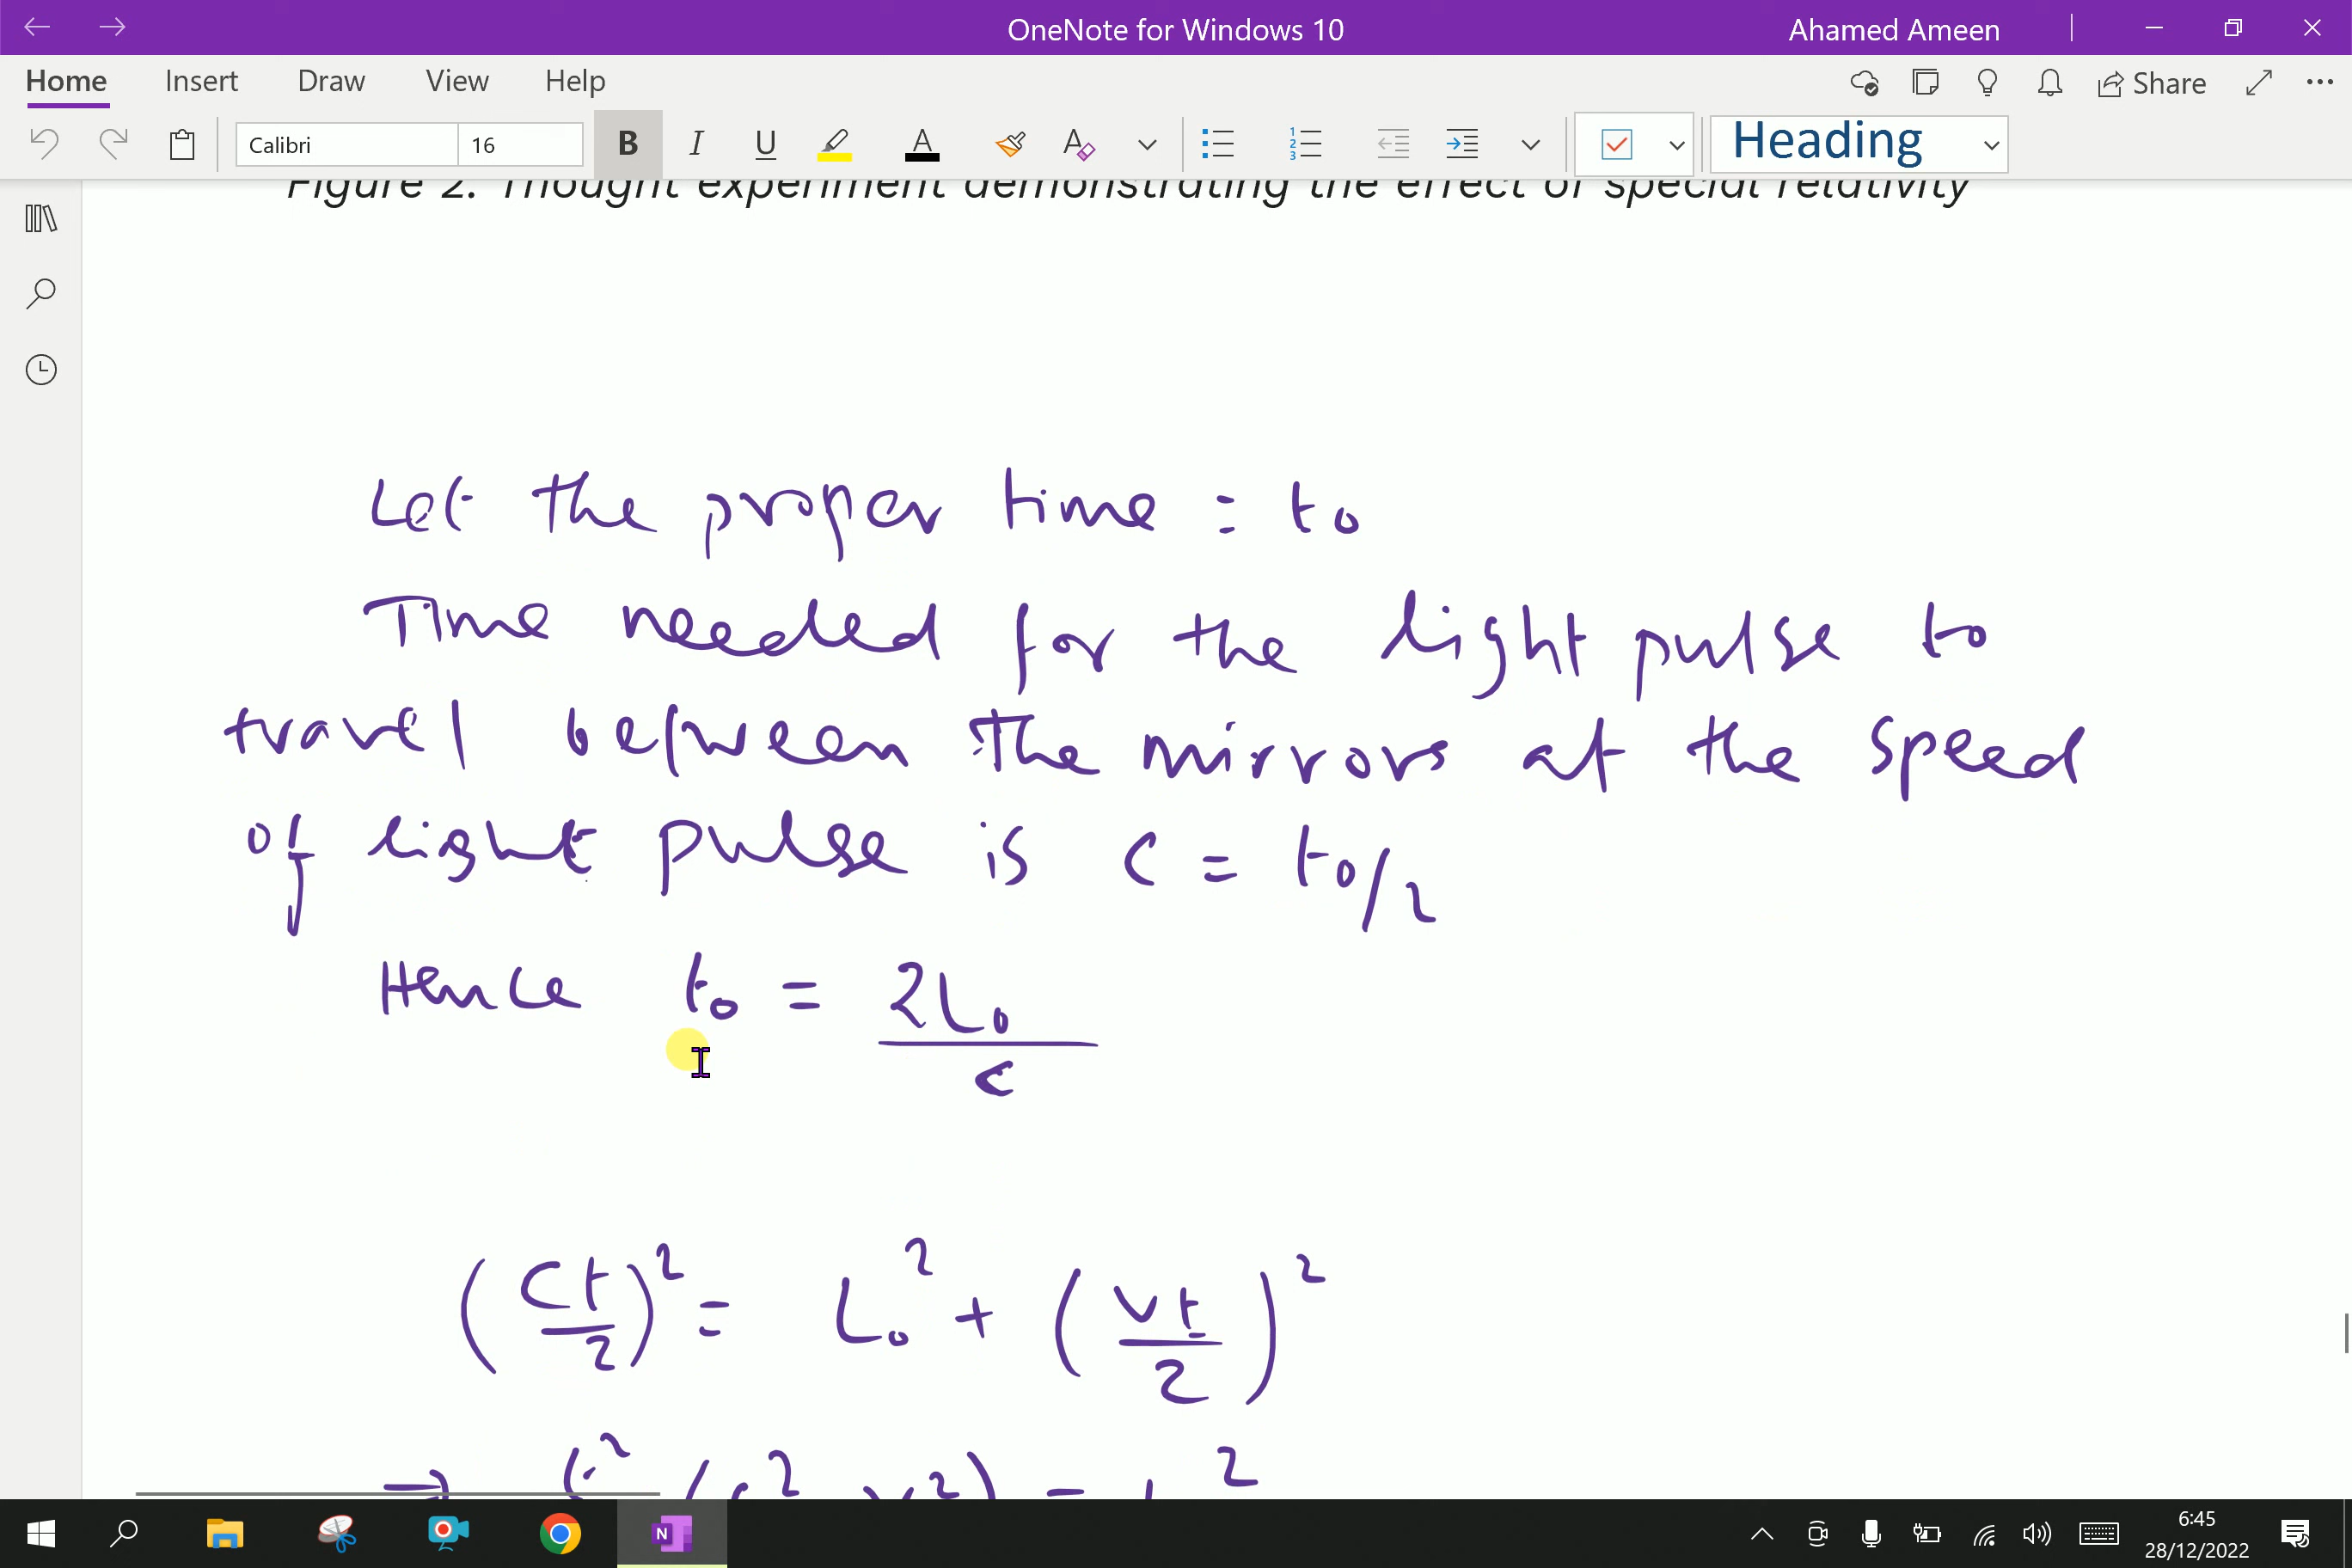 OneNote for Windows 10
Ahamed Ameen
Home Insert Draw View Help
Share
Calibri 16 B I U A A Heading
Figure 2. Thought experiment demonstrating the effect of special relativity
Let the proper time = t₀
Time needed for the light pulse to
travel between the mirrors at the speed
of light pulse is c = t₀/2
Hence t₀ = 2L₀/c
(Ct/2)² = L₀² + (Vt/2)²
6:45
28/12/2022